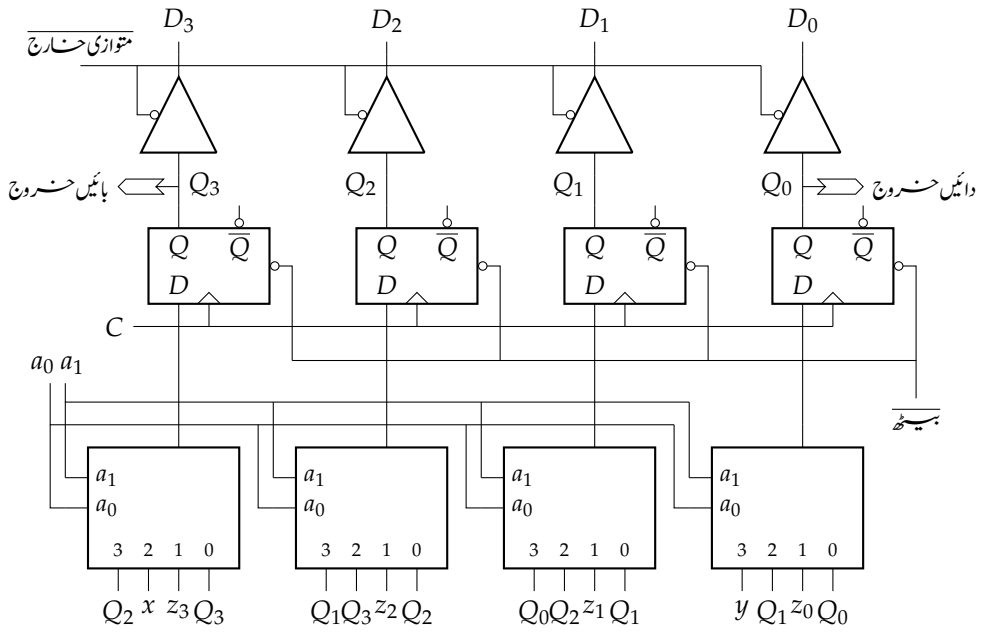 D3 D2 D1 D0
متوازی خارج
بائیں خروج Q3 Q2 Q1 Q0 دائیں خروج
Q Q Q Q Q Q Q Q
D D D D
C
a0 a1
بیٹھ
a1 a1 a1 a1
a0 a0 a0 a0
3 2 1 0 3 2 1 0 3 2 1 0 3 2 1 0
Q2 x z3 Q3 Q1 Q3 z2 Q2 Q0 Q2 z1 Q1 y Q1 z0 Q0